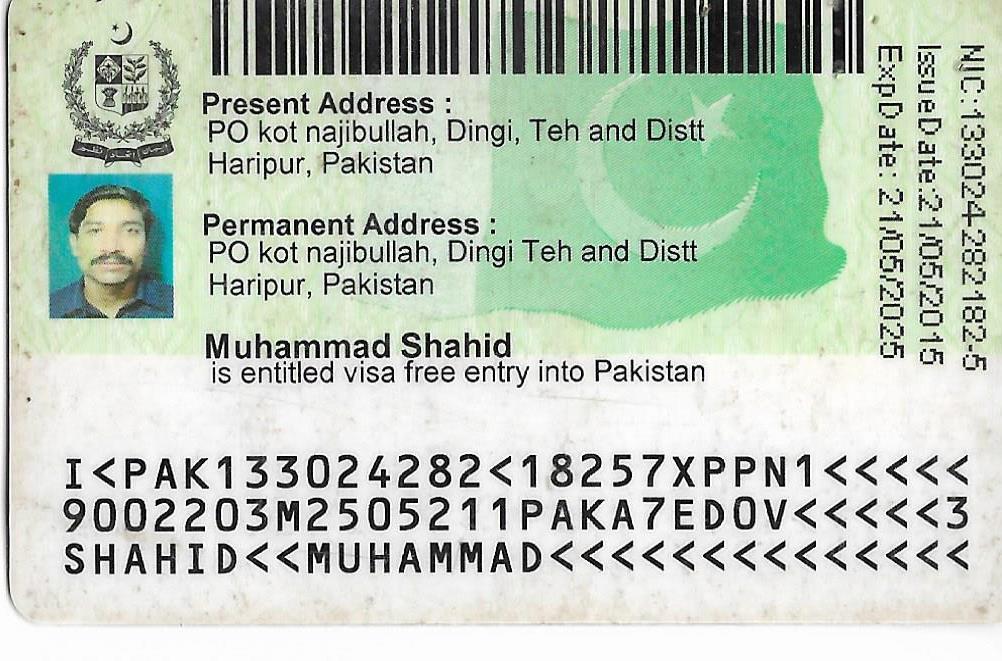 Present Address :
PO kot najibullah, Dingi, Teh and Distt
Haripur, Pakistan
Permanent Address :
PO kot najibullah, Dingi Teh and Distt
Haripur, Pakistan
Muhammad Shahid
is entitled visa free entry into Pakistan
NIC:133024-282182-5
IssueDate:21/05/2015
ExpDate: 21/05/2025
I<PAK133024282<18257XPPN1<<<<<
9002203M2505211PAKA7EDOV<<<<<3
SHAHID<<MUHAMMAD<<<<<<<<<<<<<<